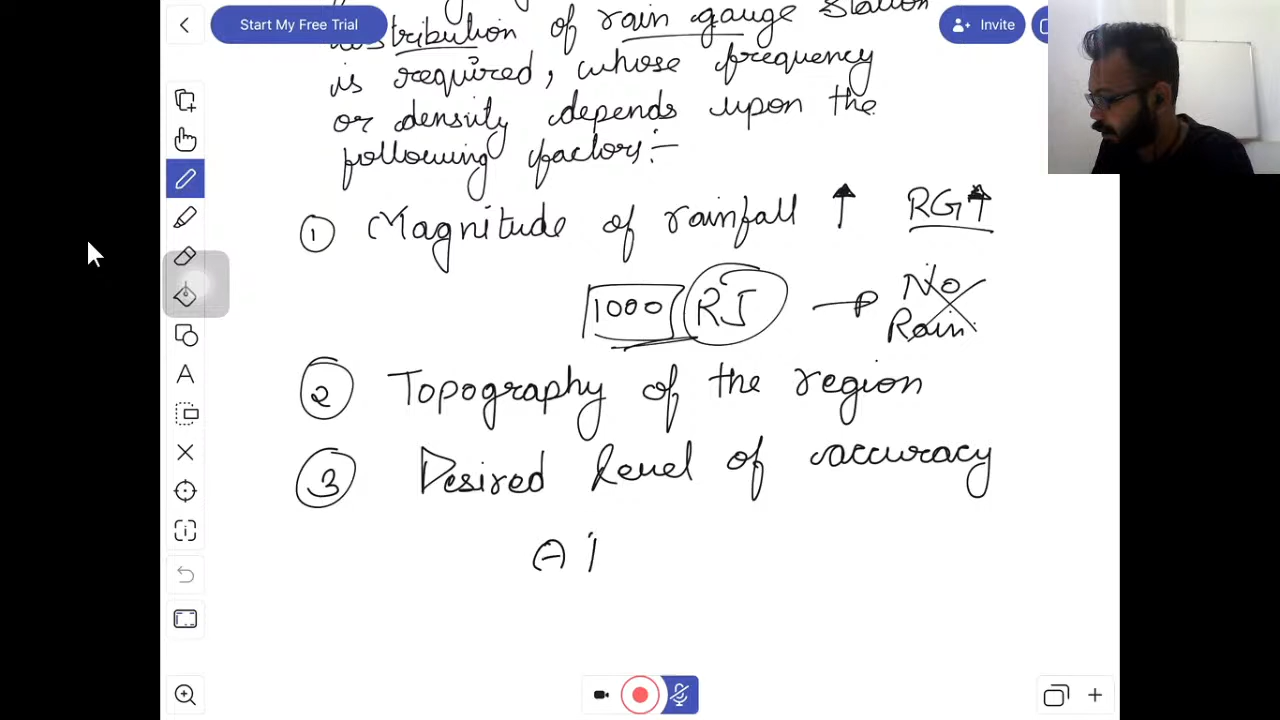 Start My Free Trial
Invite
distribution of rain gauge station
is required, whose frequency
or density depends upon the
following factors:-
① Magnitude of rainfall ↑ RG↑
1000 RJ → No
Rain
② Topography of the region
③ Desired level of accuracy
A